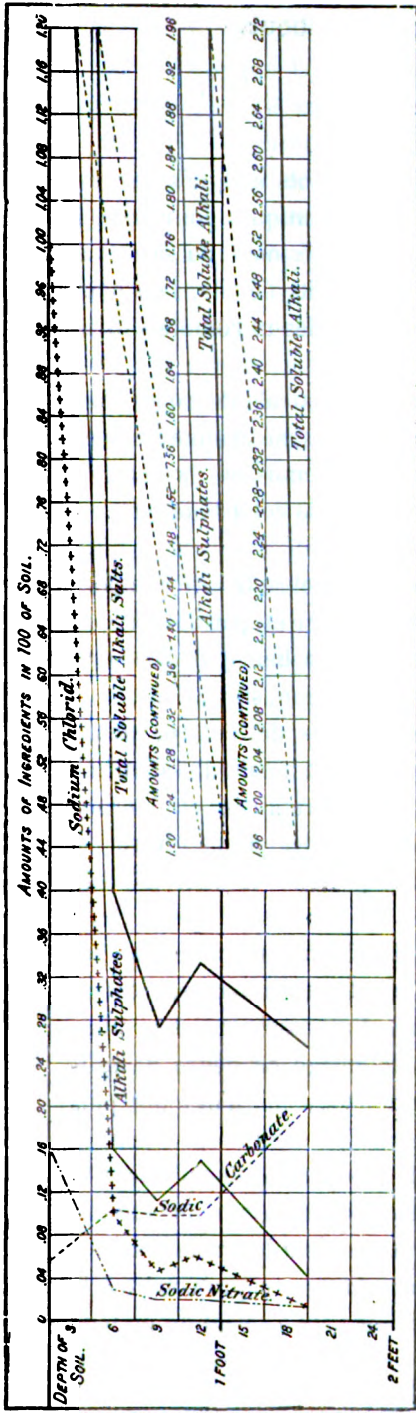 AMOUNTS OF INGREDIENTS IN 100 OF SOIL.
0 .04 .08 .12 .16 .20 .24 .28 .32 .36 .40 .44 .48 .52 .56 .60 .64 .68 .72 .76 .80 .84 .88 .92 .96 1.00 1.04 1.08 1.12 1.16 1.20
DEPTH OF
SOIL.
3
6
9
12
1 FOOT
15
18
21
24
2 FEET
Sodium Chlorid.
Alkali Sulphates.
Total Soluble Alkali Salts.
Sodic Carbonate
Sodic Nitrate
AMOUNTS (CONTINUED)
1.20 1.24 1.28 1.32 1.36 1.40 1.44 1.48 1.52 1.56 1.60 1.64 1.68 1.72 1.76 1.80 1.84 1.88 1.92 1.96
Alkali Sulphates.
Total Soluble Alkali.
AMOUNTS (CONTINUED)
1.96 2.00 2.04 2.08 2.12 2.16 2.20 2.24 2.28 2.32 2.36 2.40 2.44 2.48 2.52 2.56 2.60 2.64 2.68 2.72
Total Soluble Alkali.